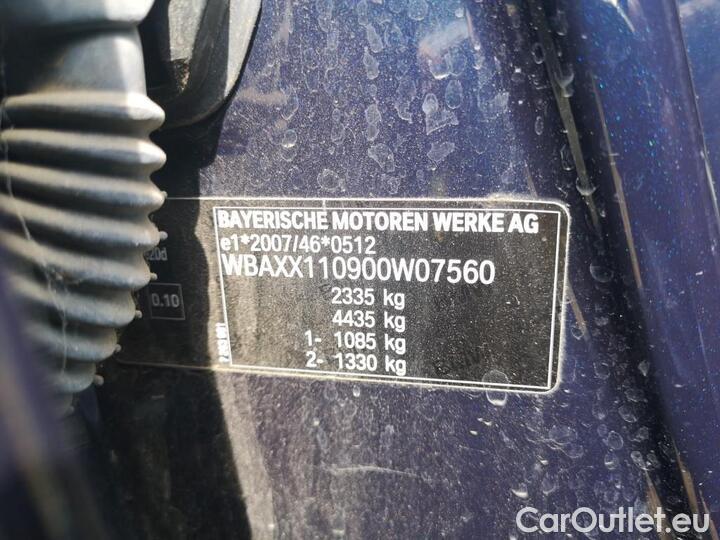 BAYERISCHE MOTOREN WERKE AG
e1*2007/46*0512
WBAXX110900W07560
2335 kg
4435 kg
1- 1085 kg
2- 1330 kg
20d
0.10
CarOutlet.eu